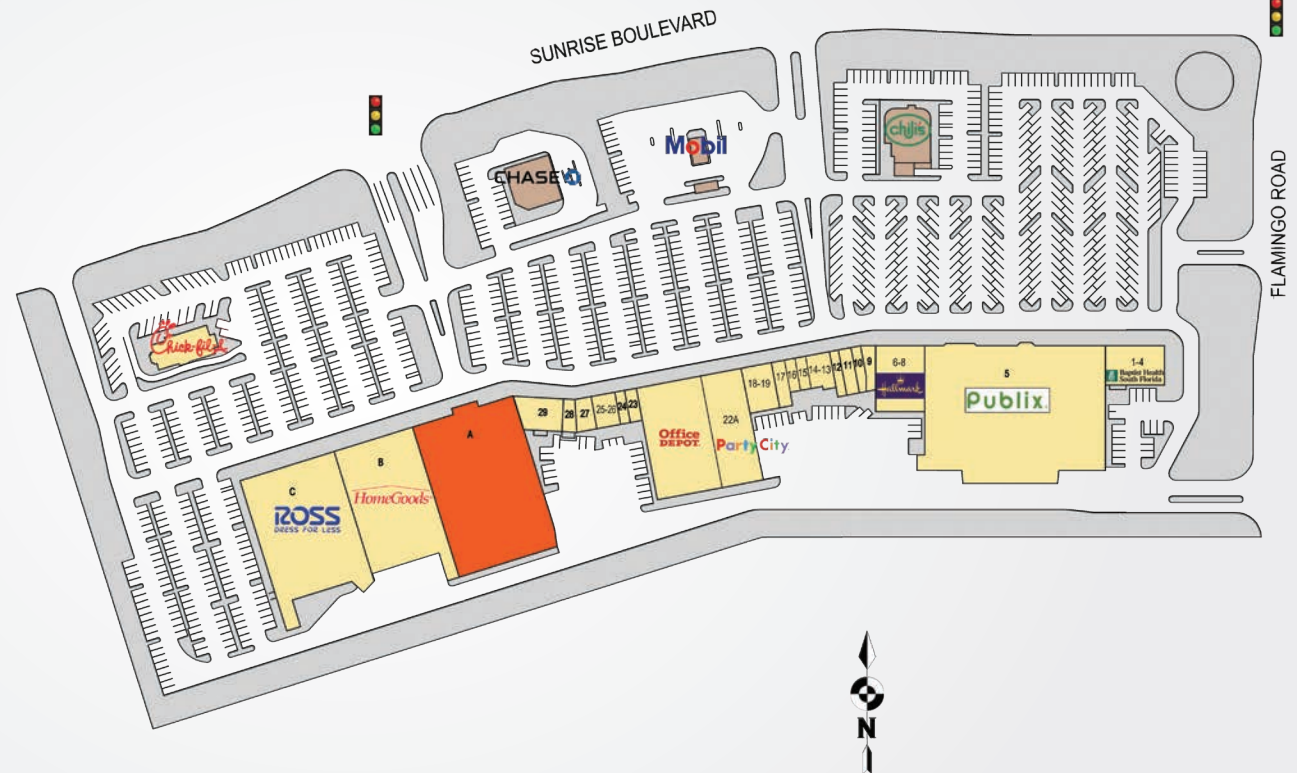 SUNRISE BOULEVARD
FLAMINGO ROAD
CHASE
Mobil
chili's
Chick-fil-A
C
ROSS
DRESS FOR LESS
B
HomeGoods
A
29
28
27
25-26
24
23
Office
DEPOT
22A
Party City
18-19
17
16
15
14-13
12
11
10
9
6-8
Hallmark
5
Publix
1-4
Baptist Health
South Florida
N